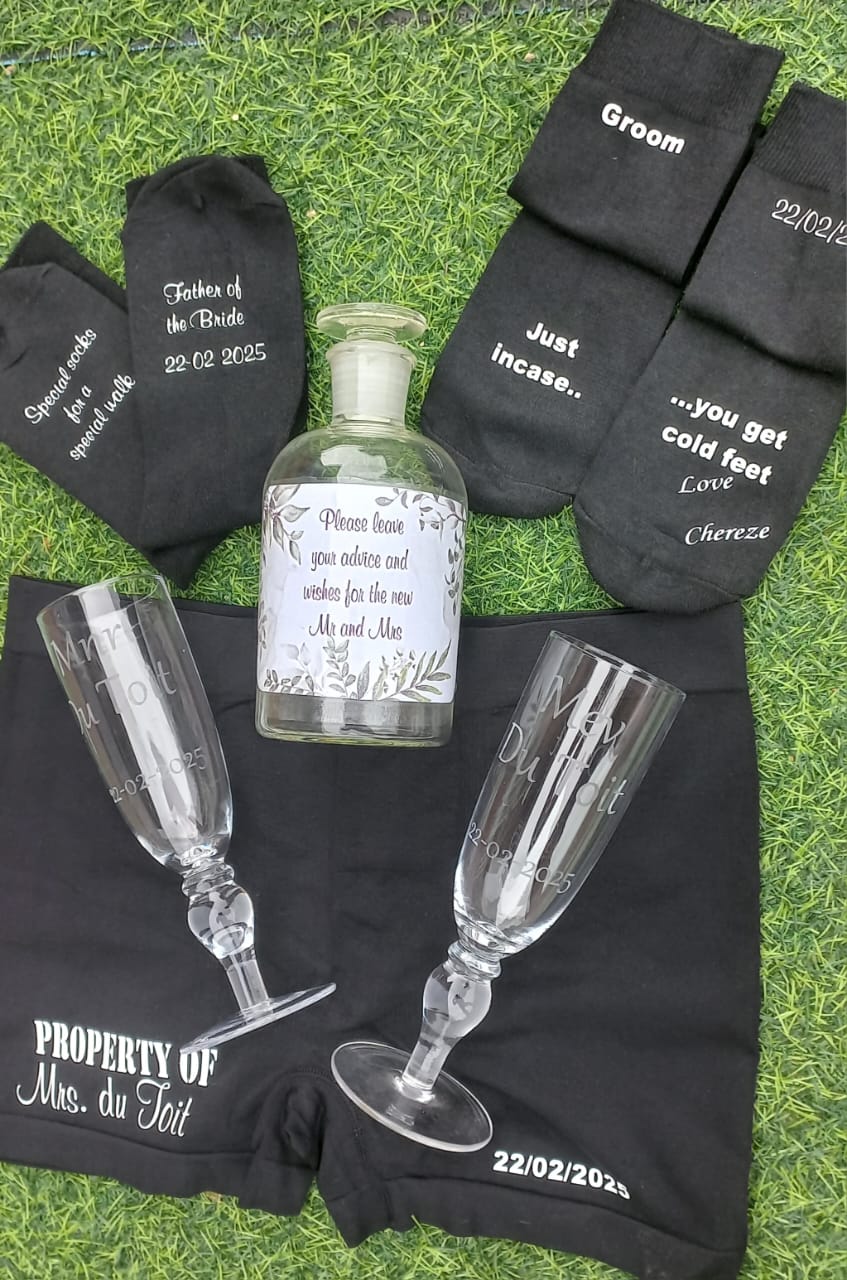 Groom
22/02/2
Father of
the Bride
22-02 2025
Special socks
for a
special walk
Just
incase..
...you get
cold feet
Love
Chereze
Please leave
your advice and
wishes for the new
Mr and Mrs
Mnr
Du Toit
22-02-2025
Mev
Du Toit
22-02-2025
PROPERTY OF
Mrs. du Toit
22/02/2025